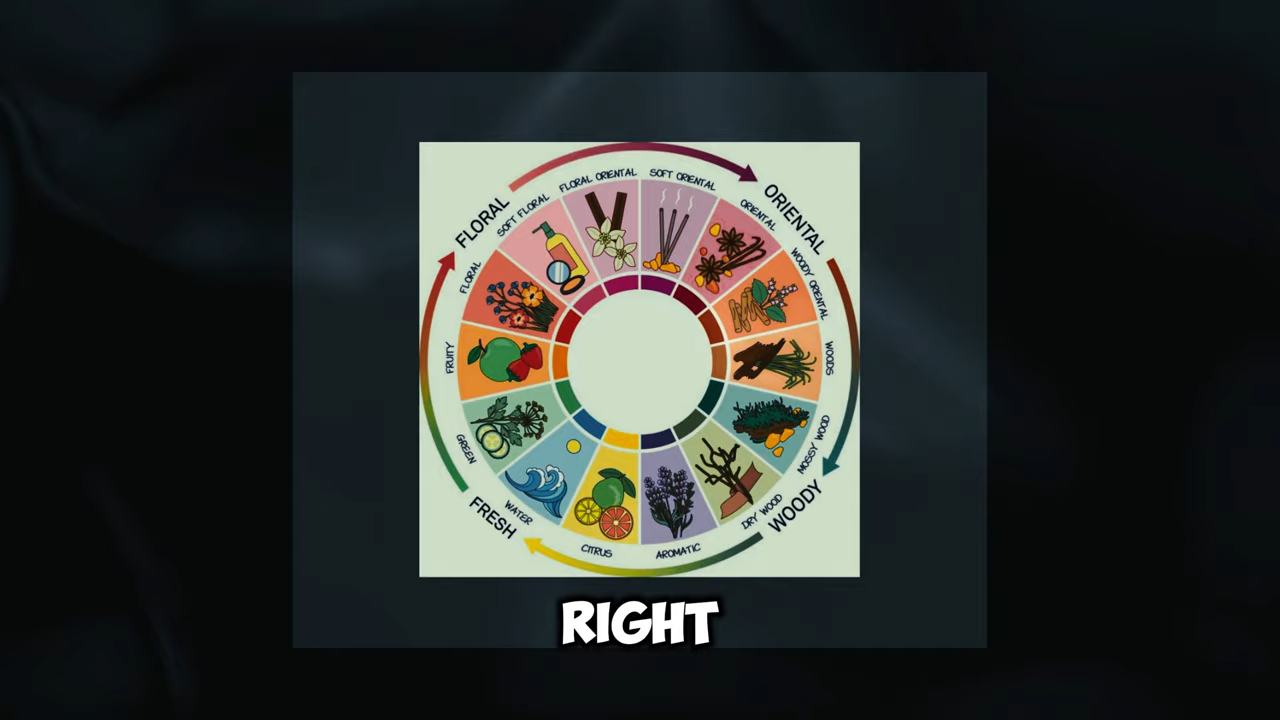 FLORAL
ORIENTAL
WOODY
FRESH
FLORAL
SOFT FLORAL
FLORAL ORIENTAL
SOFT ORIENTAL
ORIENTAL
WOODY ORIENTAL
WOODS
MOSSY WOOD
DRY WOOD
AROMATIC
CITRUS
WATER
GREEN
FRUITY
RIGHT